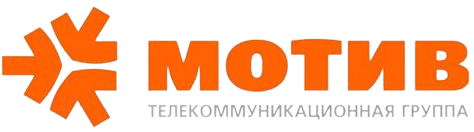 МОТИВ
ТЕЛЕКОММУНИКАЦИОННАЯ ГРУППА